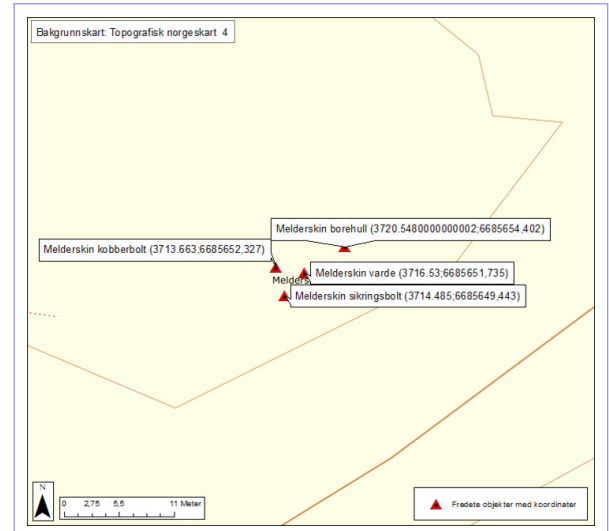 Bakgrunnskart: Topografisk norgeskart 4
Melderskin borehull (3720.5480000000002;6685654,402)
Melderskin kobberbolt (3713.663;6685652,327)
Melderskin varde (3716.53;6685651,735)
Melders
Melderskin sikringsbolt (3714.485;6685649,443)
N
0 2,75 5,5 11 Meter
Fredete objekter med koordinater